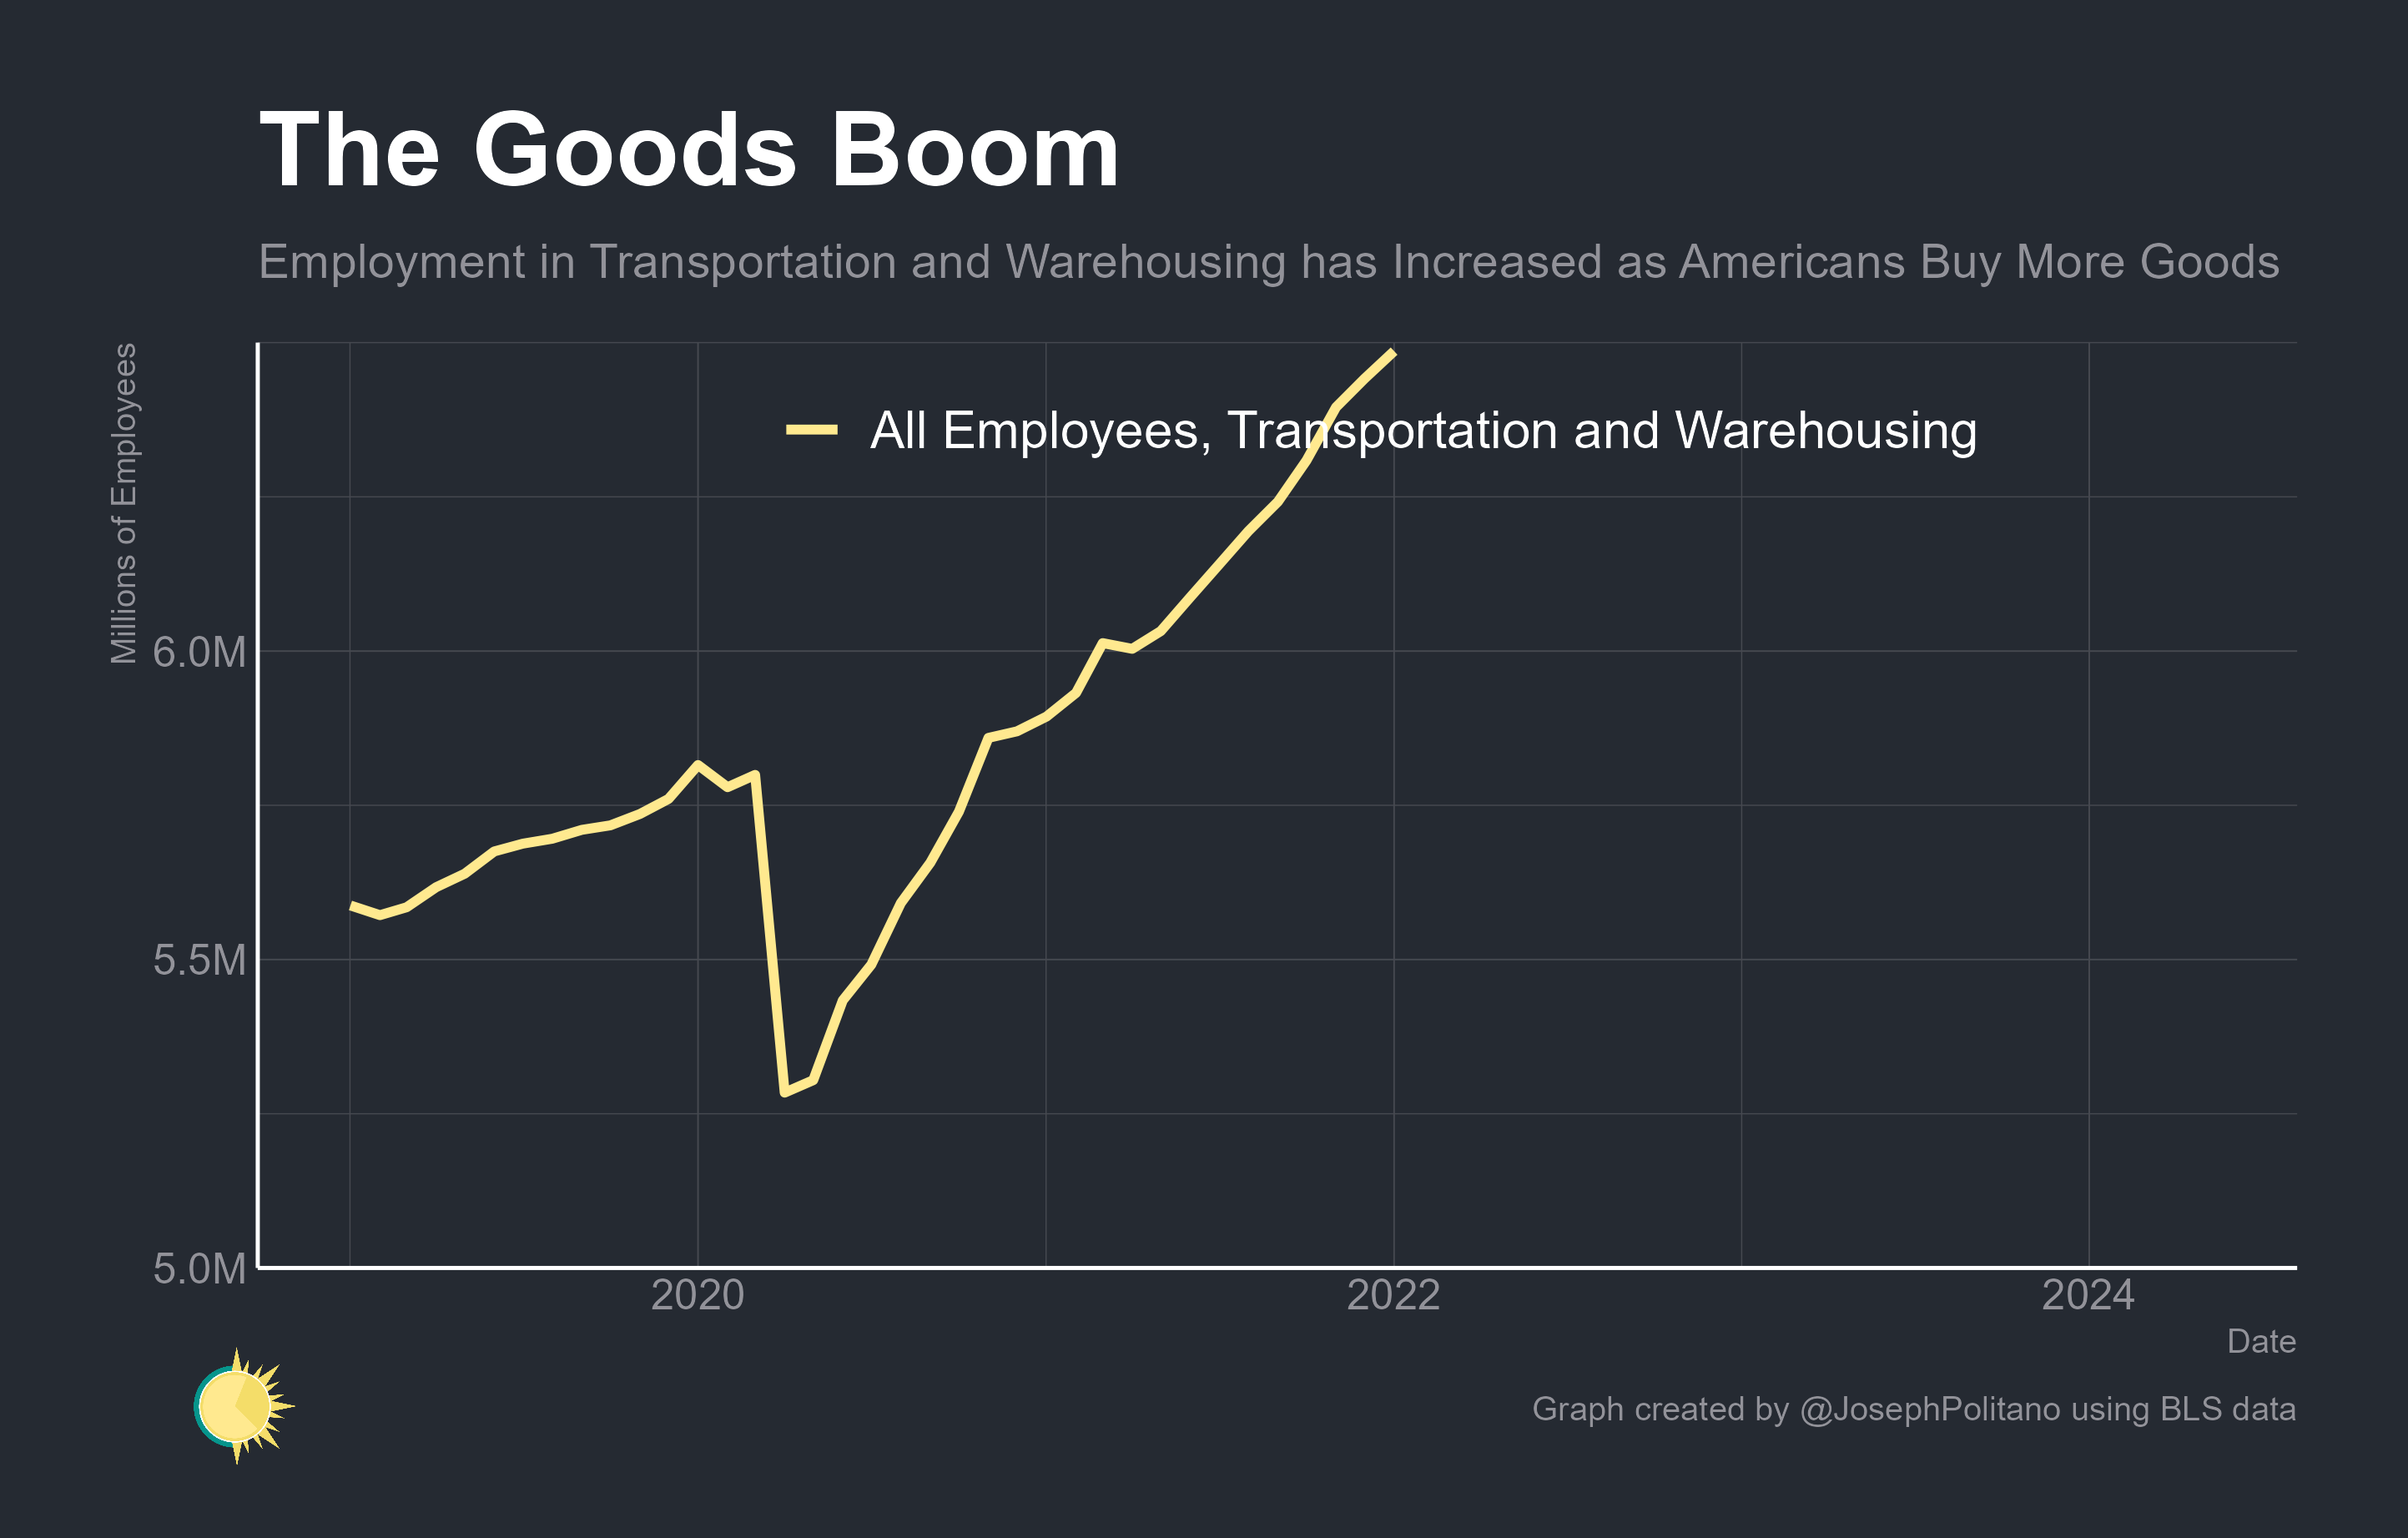 The Goods Boom
Employment in Transportation and Warehousing has Increased as Americans Buy More Goods
Millions of Employees
All Employees, Transportation and Warehousing
6.0M
5.5M
5.0M
2020
2022
2024
Date
Graph created by @JosephPolitano using BLS data